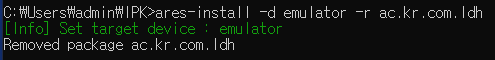 C:₩Users₩admin₩IPK>ares-install -d emulator -r ac.kr.com.ldh
[Info] Set target device : emulator
Removed package ac.kr.com.ldh